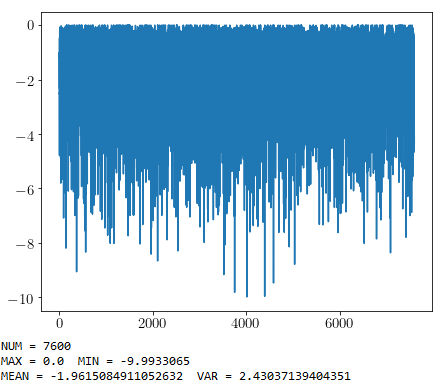 0
−2
−4
−6
−8
−10
0 2000 4000 6000
NUM = 7600
MAX = 0.0 MIN = -9.9933065
MEAN = -1.9615084911052632 VAR = 2.43037139404351